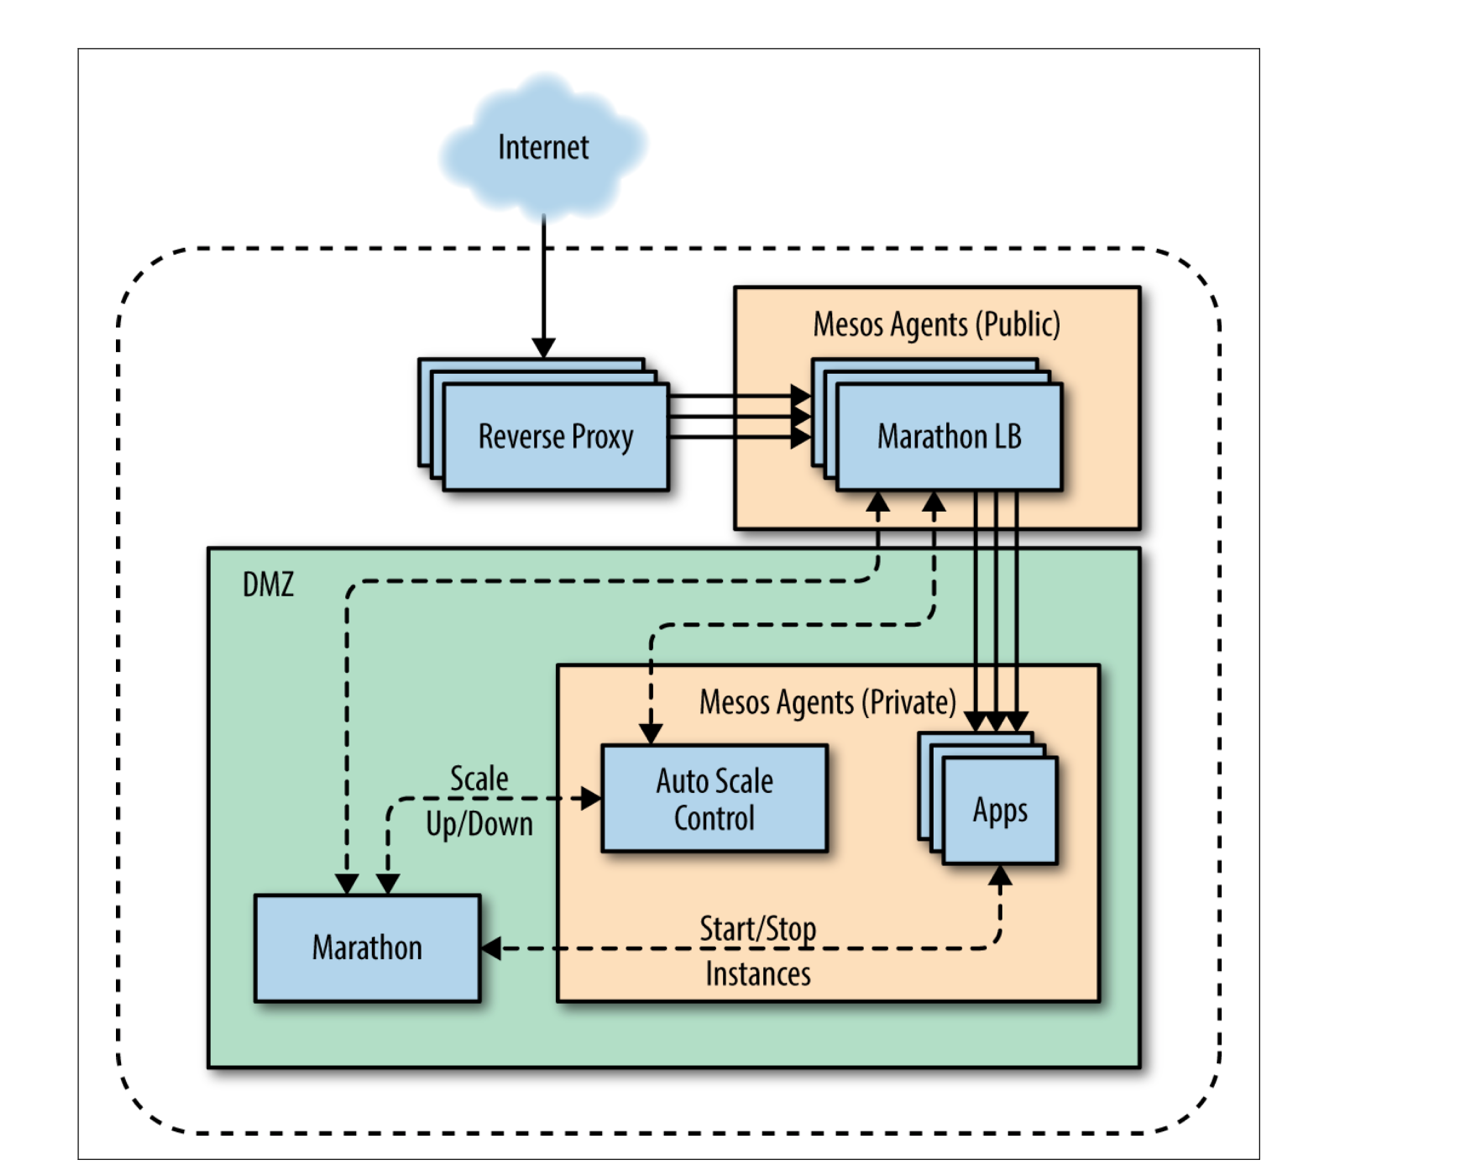 Internet
Mesos Agents (Public)
Reverse Proxy
Marathon LB
DMZ
Mesos Agents (Private)
Scale
Up/Down
Auto Scale
Control
Apps
Marathon
Start/Stop
Instances